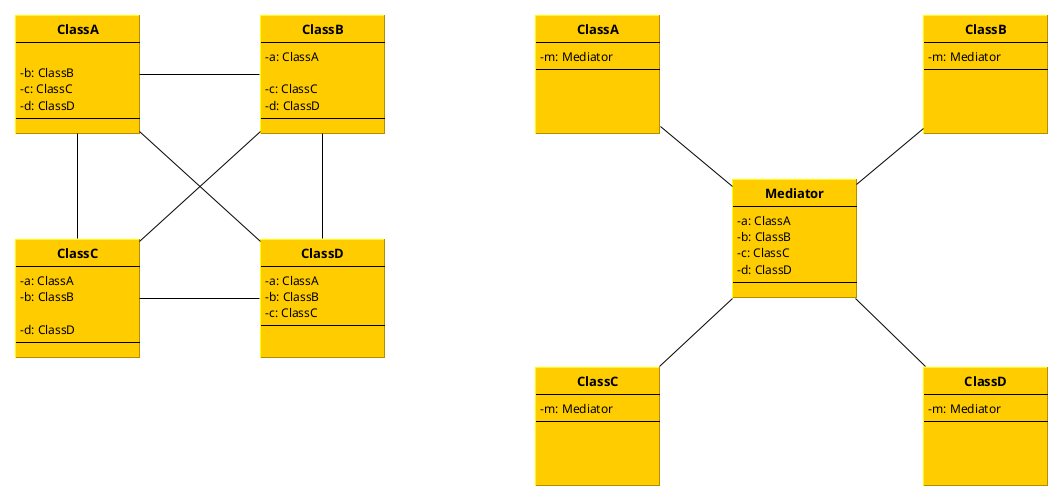 ClassA
-b: ClassB
-c: ClassC
-d: ClassD
ClassB
-a: ClassA
-c: ClassC
-d: ClassD
ClassC
-a: ClassA
-b: ClassB
-d: ClassD
ClassD
-a: ClassA
-b: ClassB
-c: ClassC
ClassA
-m: Mediator
ClassB
-m: Mediator
Mediator
-a: ClassA
-b: ClassB
-c: ClassC
-d: ClassD
ClassC
-m: Mediator
ClassD
-m: Mediator